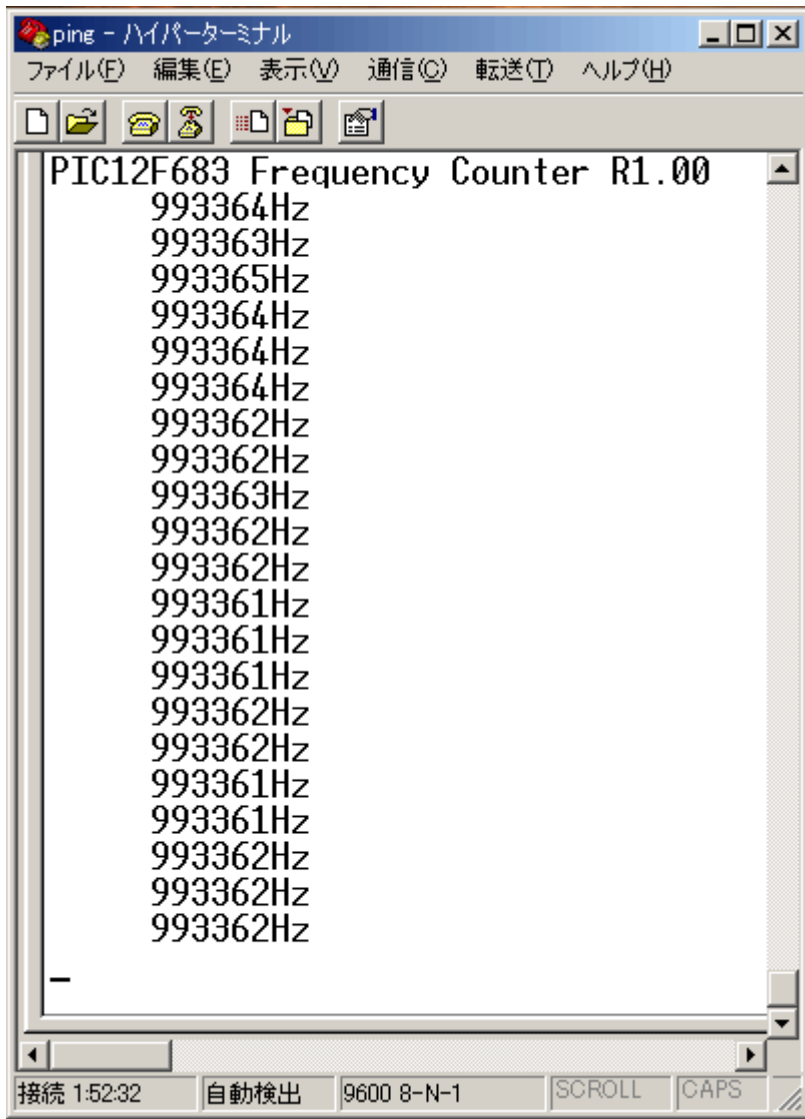 ping - ハイパーターミナル
ファイル(F) 編集(E) 表示(V) 通信(C) 転送(T) ヘルプ(H)
PIC12F683 Frequency Counter R1.00
993364Hz
993363Hz
993365Hz
993364Hz
993364Hz
993364Hz
993362Hz
993362Hz
993363Hz
993362Hz
993362Hz
993361Hz
993361Hz
993361Hz
993362Hz
993362Hz
993361Hz
993361Hz
993362Hz
993362Hz
993362Hz
_
接続 1:52:32 自動検出 9600 8-N-1 SCROLL CAPS